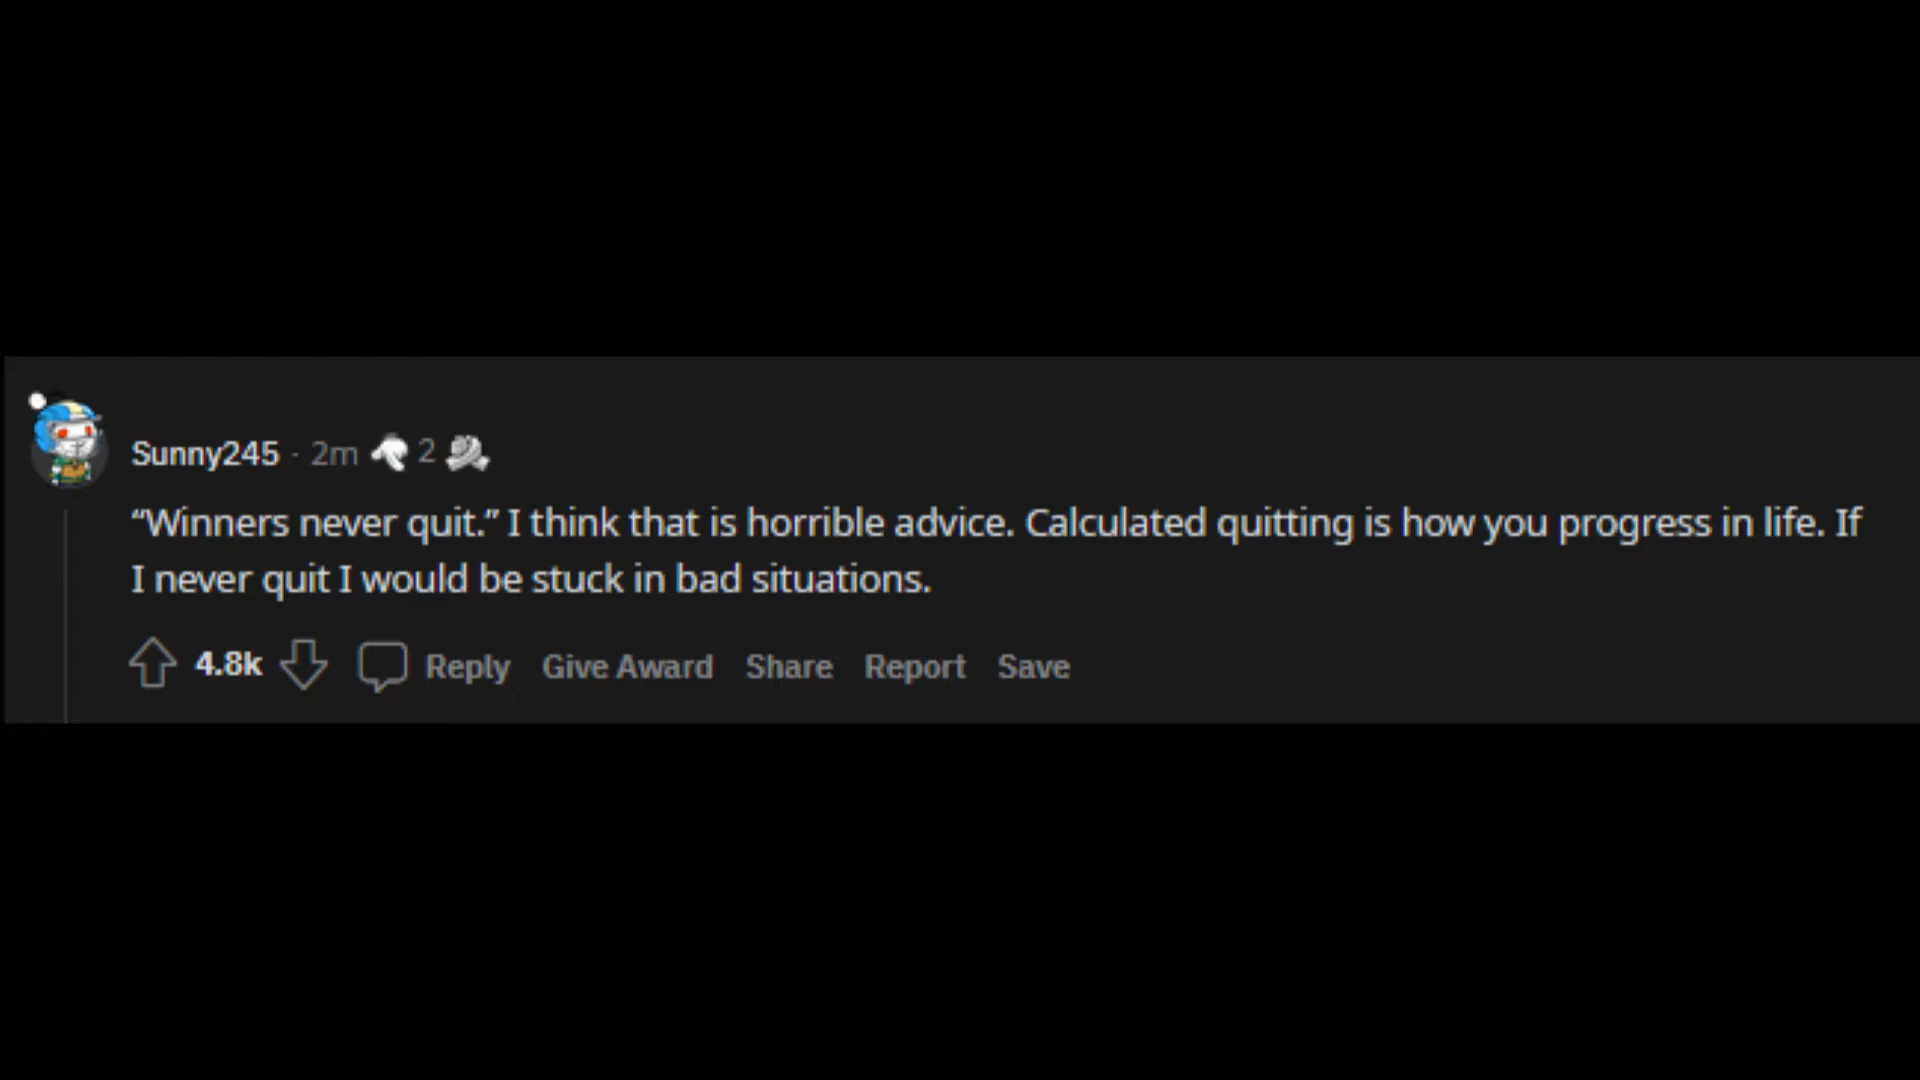 Sunny245 · 2m 2
“Winners never quit.” I think that is horrible advice. Calculated quitting is how you progress in life. If
I never quit I would be stuck in bad situations.
4.8k Reply Give Award Share Report Save